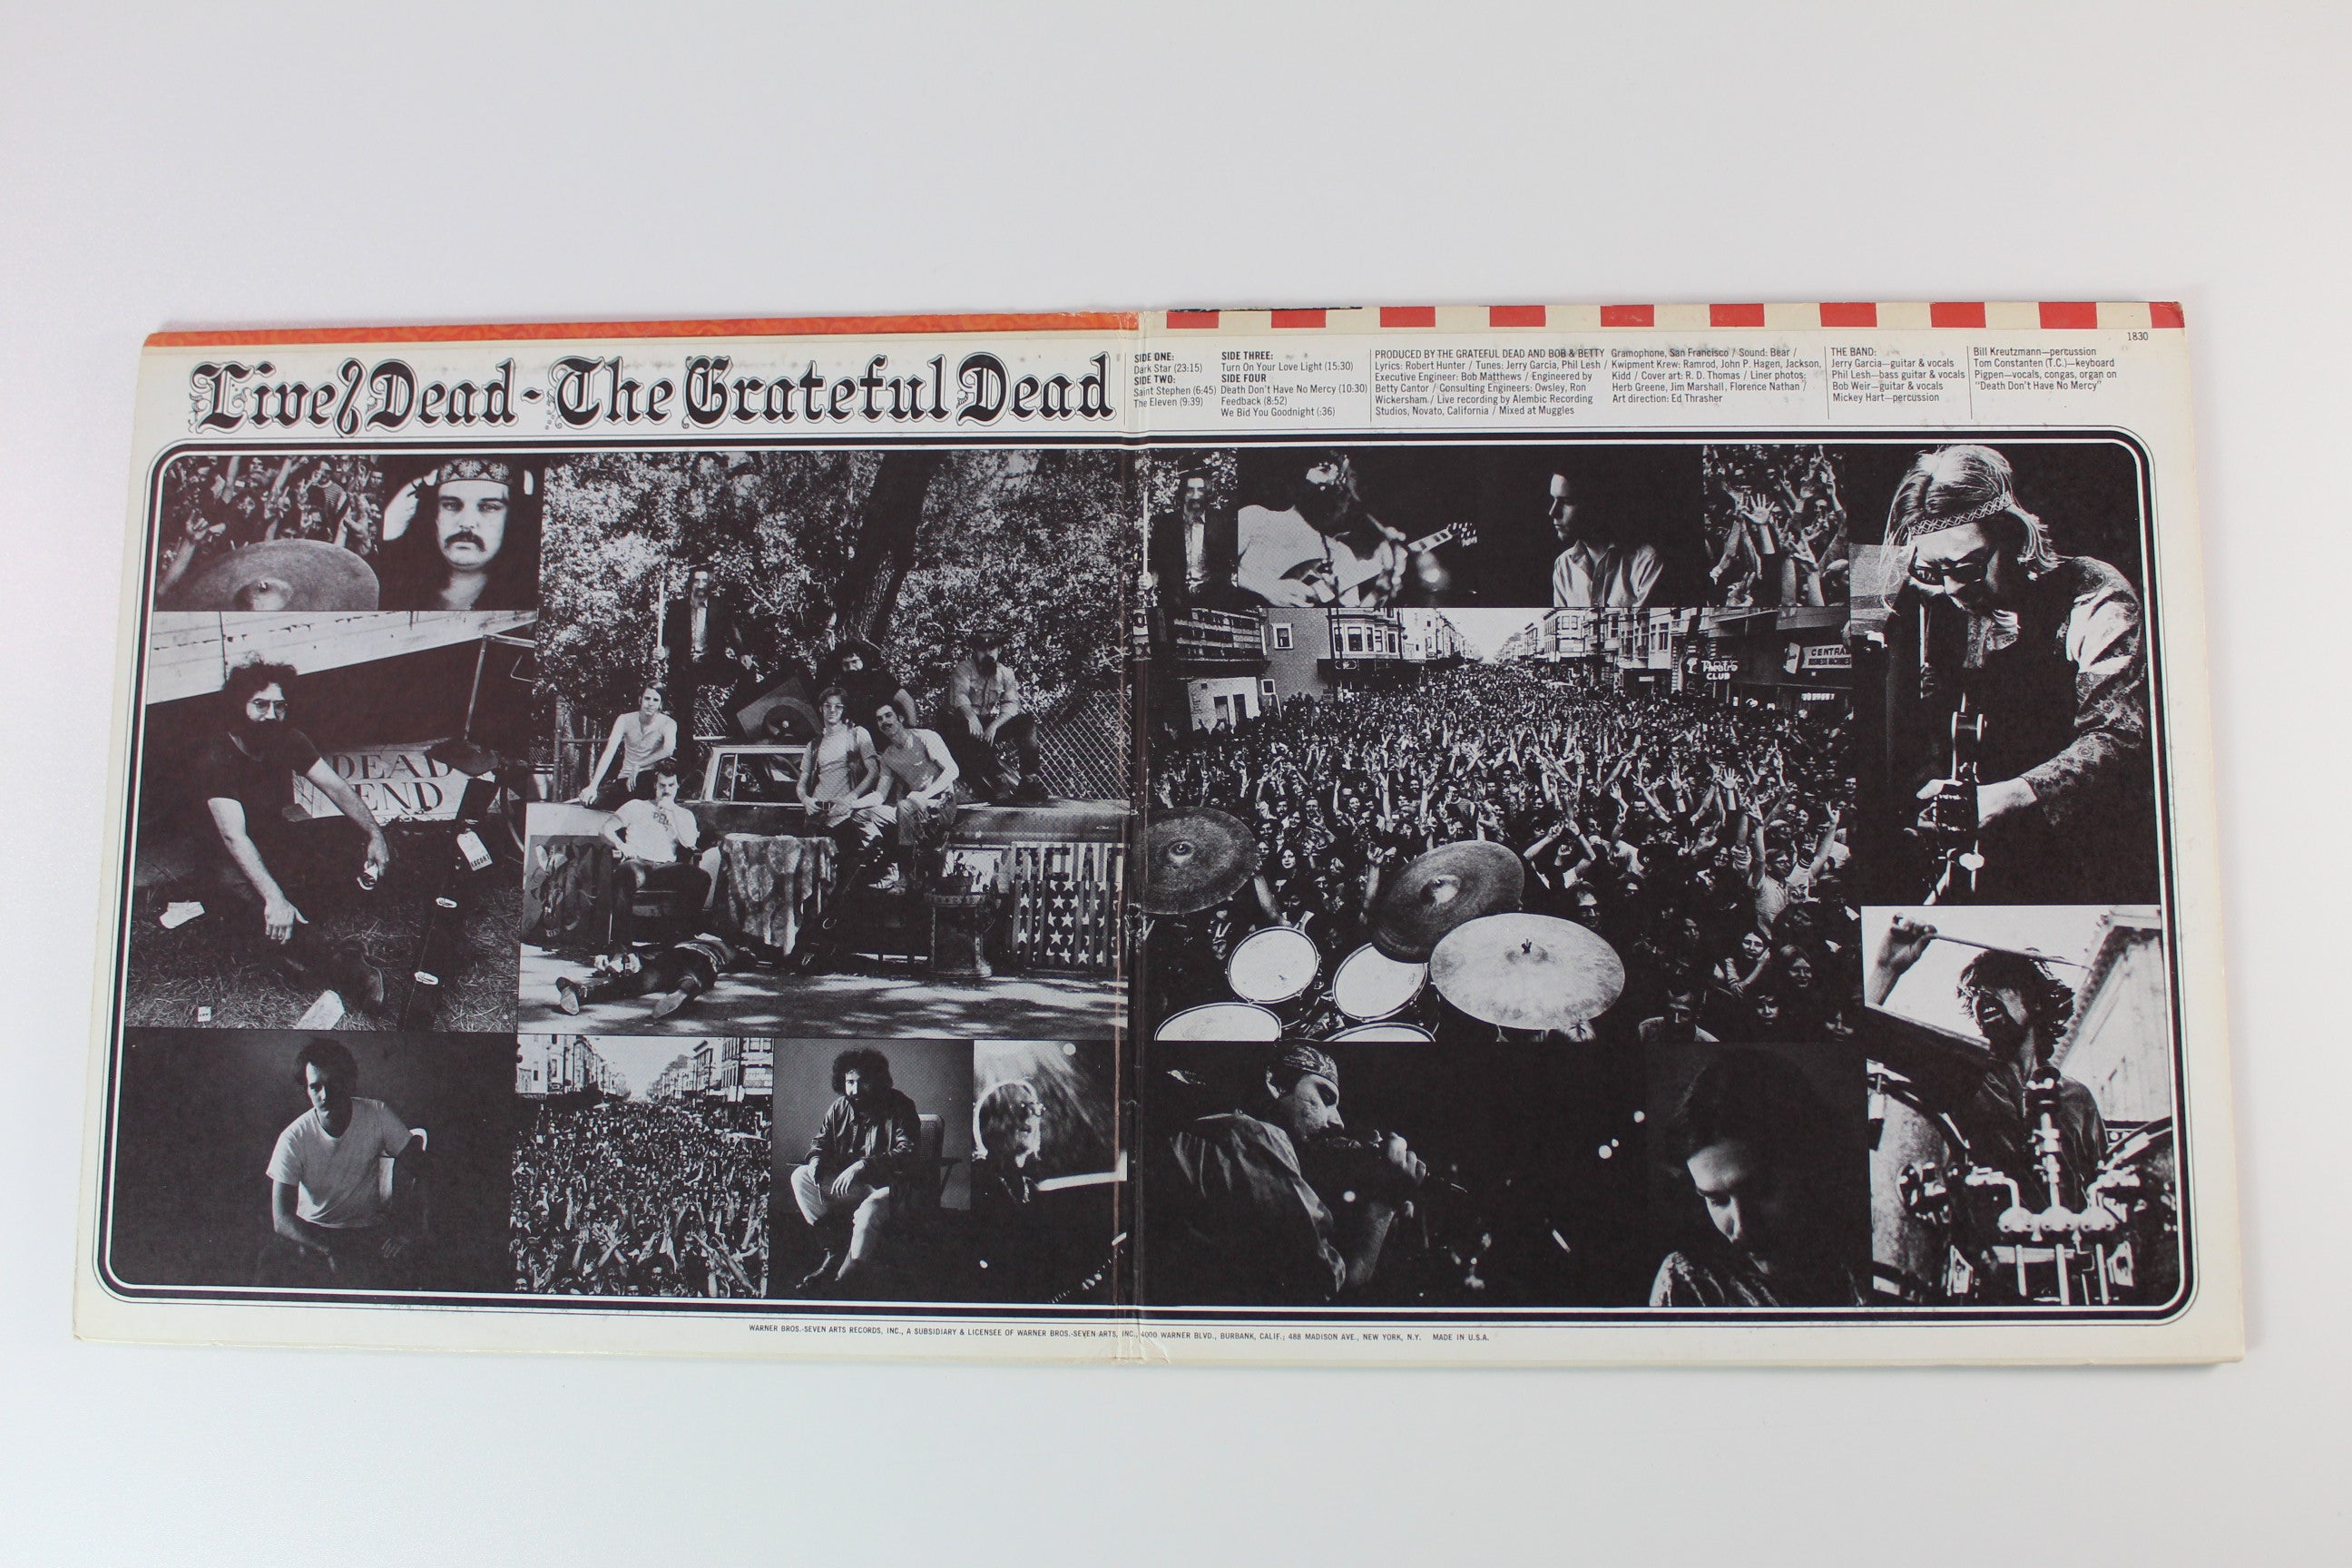 Live/Dead - The Grateful Dead
SIDE ONE:
Dark Star (23:15)
SIDE TWO:
Saint Stephen (6:45)
The Eleven (9:39)
SIDE THREE:
Turn On Your Love Light (15:30)
SIDE FOUR
Death Don't Have No Mercy (10:30)
Feedback (8:52)
We Bid You Goodnight (:36)
PRODUCED BY THE GRATEFUL DEAD AND BOB & BETTY
Lyrics: Robert Hunter / Tunes: Jerry Garcia, Phil Lesh /
Executive Engineer: Bob Matthews / Engineered by
Betty Cantor / Consulting Engineers: Owsley, Ron
Wickersham / Live recording by Alembic Recording
Studios, Novato, California / Mixed at Muggles
Gramophone, San Francisco / Sound: Bear /
Kwipment Krew: Ramrod, John P. Hagen, Jackson,
Kidd / Cover art: R. D. Thomas / Liner photos:
Herb Greene, Jim Marshall, Florence Nathan /
Art direction: Ed Thrasher
THE BAND:
Jerry Garcia—guitar & vocals
Phil Lesh—bass guitar & vocals
Bob Weir—guitar & vocals
Mickey Hart—percussion
Bill Kreutzmann—percussion
Tom Constanten (T.C.)—keyboard
Pigpen—vocals, congas, organ on
"Death Don't Have No Mercy"
1830
DEAD
END
CENTRAL
CLUB
WARNER BROS.-SEVEN ARTS RECORDS, INC., A SUBSIDIARY & LICENSEE OF WARNER BROS.-SEVEN ARTS, INC., 4000 WARNER BLVD., BURBANK, CALIF.; 488 MADISON AVE., NEW YORK, N.Y. MADE IN U.S.A.